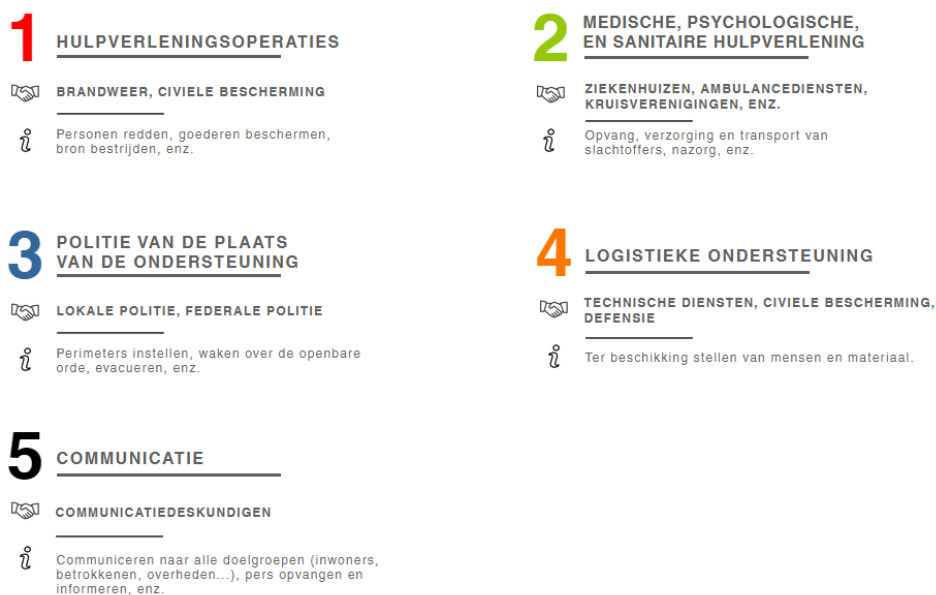 1 HULPVERLENINGSOPERATIES
BRANDWEER, CIVIELE BESCHERMING
Personen redden, goederen beschermen,
bron bestrijden, enz.
2 MEDISCHE, PSYCHOLOGISCHE,
EN SANITAIRE HULPVERLENING
ZIEKENHUIZEN, AMBULANCEDIENSTEN,
KRUISVERENIGINGEN, ENZ.
Opvang, verzorging en transport van
slachtoffers, nazorg, enz.
3 POLITIE VAN DE PLAATS
VAN DE ONDERSTEUNING
LOKALE POLITIE, FEDERALE POLITIE
Perimeters instellen, waken over de openbare
orde, evacueren, enz.
4 LOGISTIEKE ONDERSTEUNING
TECHNISCHE DIENSTEN, CIVIELE BESCHERMING,
DEFENSIE
Ter beschikking stellen van mensen en materiaal.
5 COMMUNICATIE
COMMUNICATIEDESKUNDIGEN
Communiceren naar alle doelgroepen (inwoners,
betrokkenen, overheden...), pers opvangen en
informeren, enz.